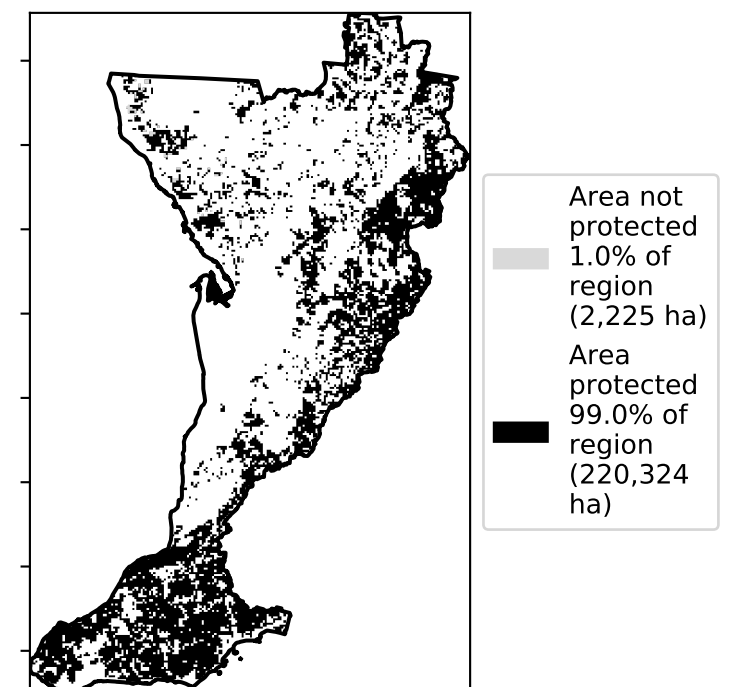 Area not
protected
1.0% of
region
(2,225 ha)
Area
protected
99.0% of
region
(220,324
ha)